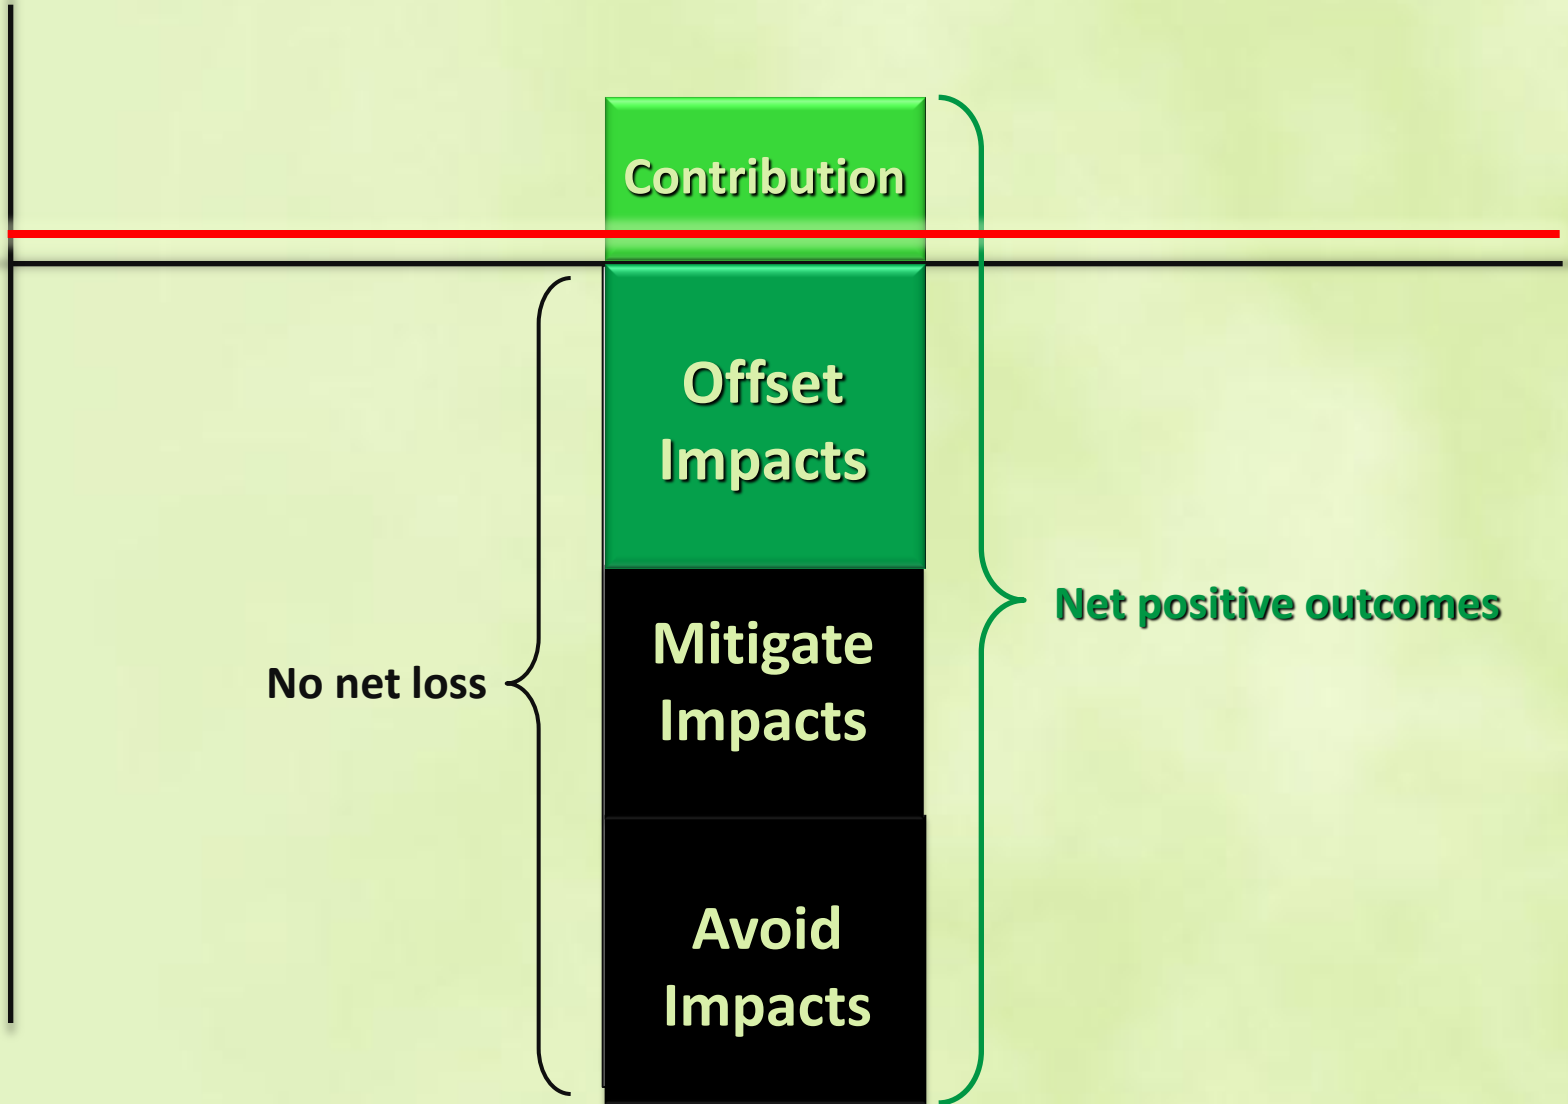 Contribution
Offset
Impacts
Mitigate
Impacts
Avoid
Impacts
No net loss
Net positive outcomes